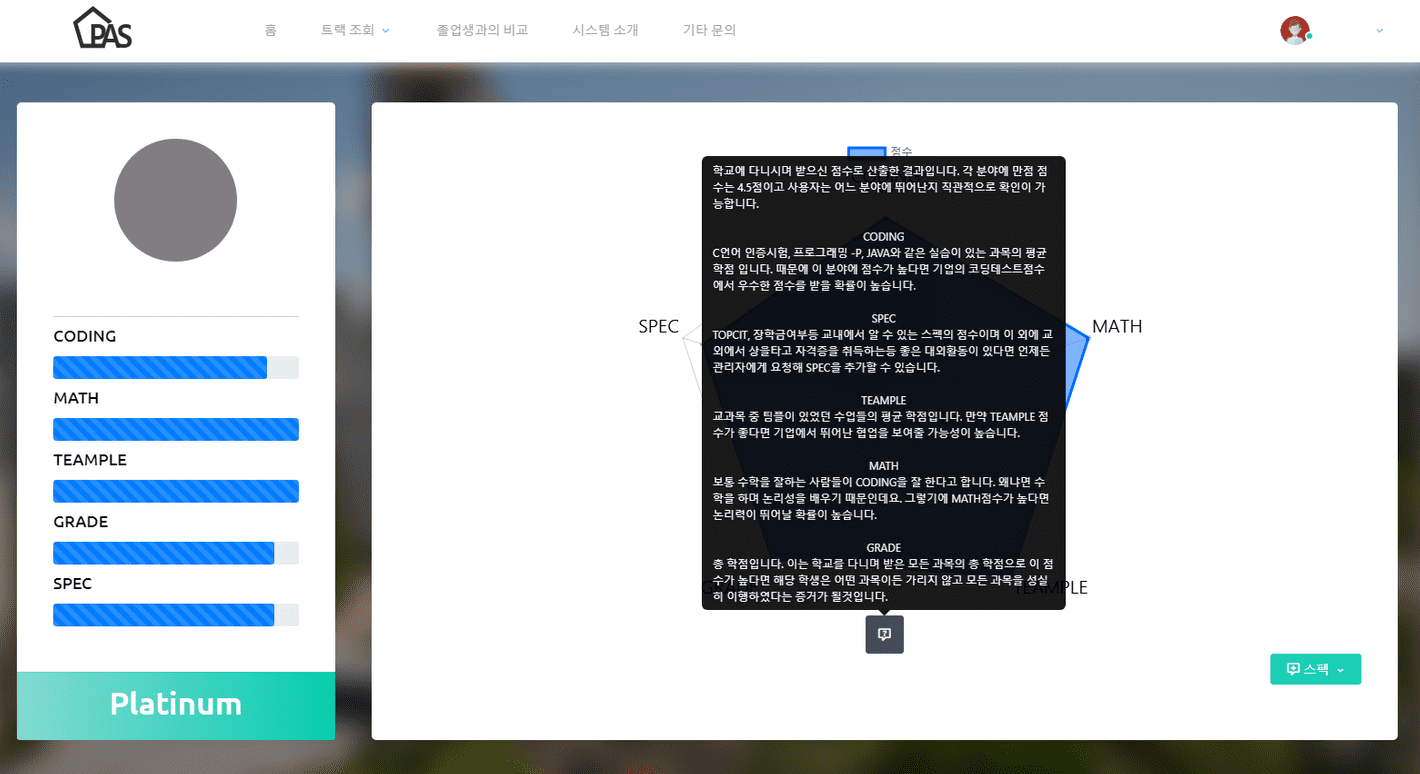 PAS
홈
트랙 조회
졸업생과의 비교
시스템 소개
기타 문의
CODING
MATH
TEAMPLE
GRADE
SPEC
Platinum
점수
학교에 다니시며 받으신 점수로 산출한 결과입니다. 각 분야에 만점 점
수는 4.5점이고 사용자는 어느 분야에 뛰어난지 직관적으로 확인이 가
능합니다.
CODING
C언어 인증시험, 프로그래밍 -P, JAVA와 같은 실습이 있는 과목의 평균
학점 입니다. 때문에 이 분야에 점수가 높다면 기업의 코딩테스트점수
에서 우수한 점수를 받을 확률이 높습니다.
SPEC
TOPCIT, 장학금여부등 교내에서 알 수 있는 스펙의 점수이며 이 외에 교
외에서 상을타고 자격증을 취득하는등 좋은 대외활동이 있다면 언제든
관리자에게 요청해 SPEC을 추가할 수 있습니다.
TEAMPLE
교과목 중 팀플이 있었던 수업들의 평균 학점입니다. 만약 TEAMPLE 점
수가 좋다면 기업에서 뛰어난 협업을 보여줄 가능성이 높습니다.
MATH
보통 수학을 잘하는 사람들이 CODING을 잘 한다고 합니다. 왜냐면 수
학을 하며 논리성을 배우기 때문인데요. 그렇기에 MATH점수가 높다면
논리력이 뛰어날 확률이 높습니다.
GRADE
총 학점입니다. 이는 학교를 다니며 받은 모든 과목의 총 학점으로 이 점
수가 높다면 해당 학생은 어떤 과목이든 가리지 않고 모든 과목을 성실
히 이행하였다는 증거가 될것입니다.
SPEC
MATH
TEAMPLE
스펙